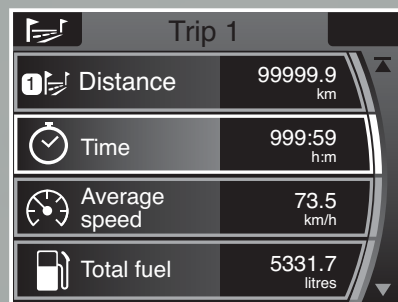 Trip 1
1 Distance
99999.9
km
Time
999:59
h:m
Average
speed
73.5
km/h
Total fuel
5331.7
litres